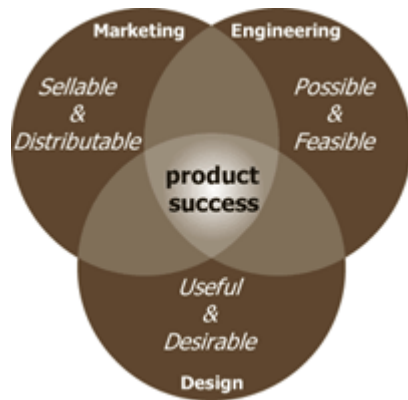 Marketing
Engineering
Sellable
&
Distributable
Possible
&
Feasible
product
success
Useful
&
Desirable
Design